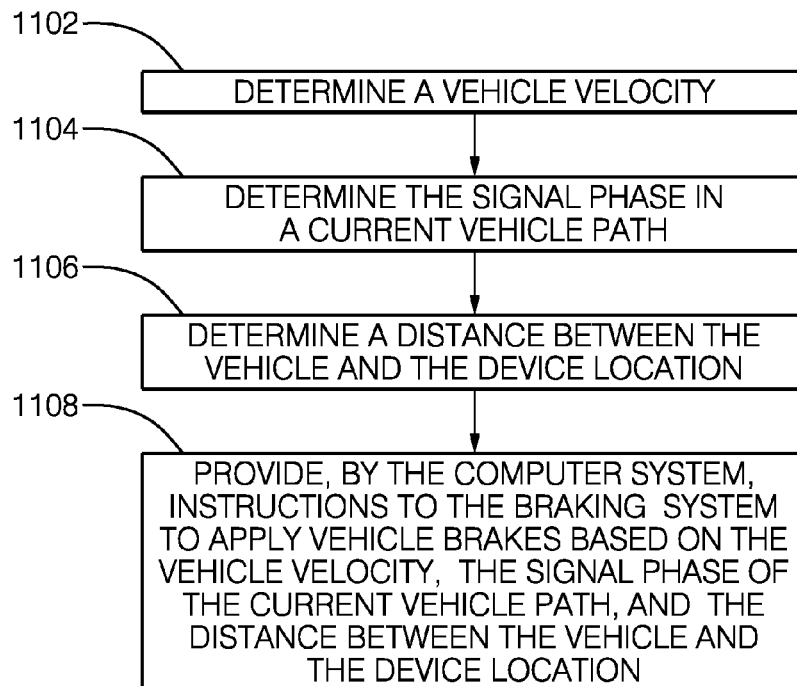 1102
DETERMINE A VEHICLE VELOCITY
1104
DETERMINE THE SIGNAL PHASE IN
A CURRENT VEHICLE PATH
1106
DETERMINE A DISTANCE BETWEEN THE
VEHICLE AND THE DEVICE LOCATION
1108
PROVIDE, BY THE COMPUTER SYSTEM,
INSTRUCTIONS TO THE BRAKING SYSTEM
TO APPLY VEHICLE BRAKES BASED ON THE
VEHICLE VELOCITY, THE SIGNAL PHASE OF
THE CURRENT VEHICLE PATH, AND THE
DISTANCE BETWEEN THE VEHICLE AND
THE DEVICE LOCATION